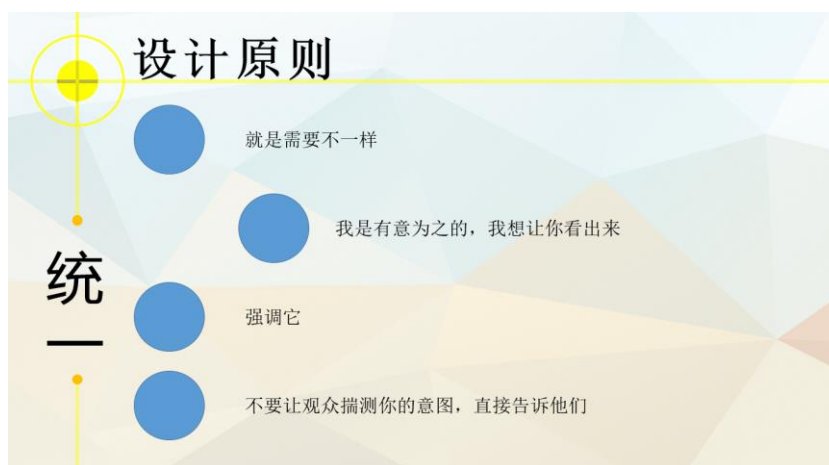 设计原则
就是需要不一样
我是有意为之的，我想让你看出来
统一
强调它
不要让观众揣测你的意图，直接告诉他们